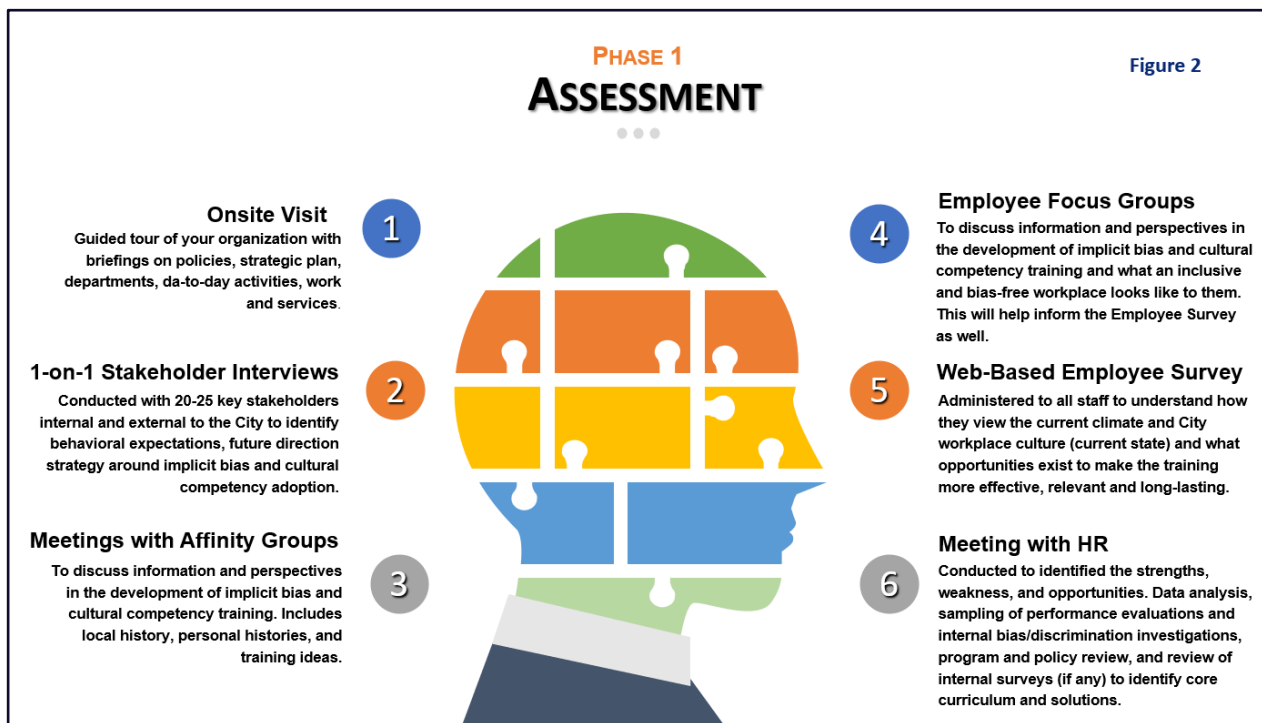 PHASE 1
ASSESSMENT
Figure 2
1
Onsite Visit
Guided tour of your organization with
briefings on policies, strategic plan,
departments, da-to-day activities, work
and services.
2
1-on-1 Stakeholder Interviews
Conducted with 20-25 key stakeholders
internal and external to the City to identify
behavioral expectations, future direction
strategy around implicit bias and cultural
competency adoption.
3
Meetings with Affinity Groups
To discuss information and perspectives
in the development of implicit bias and
cultural competency training. Includes
local history, personal histories, and
training ideas.
4
Employee Focus Groups
To discuss information and perspectives in
the development of implicit bias and cultural
competency training and what an inclusive
and bias-free workplace looks like to them.
This will help inform the Employee Survey
as well.
5
Web-Based Employee Survey
Administered to all staff to understand how
they view the current climate and City
workplace culture (current state) and what
opportunities exist to make the training
more effective, relevant and long-lasting.
6
Meeting with HR
Conducted to identified the strengths,
weakness, and opportunities. Data analysis,
sampling of performance evaluations and
internal bias/discrimination investigations,
program and policy review, and review of
internal surveys (if any) to identify core
curriculum and solutions.